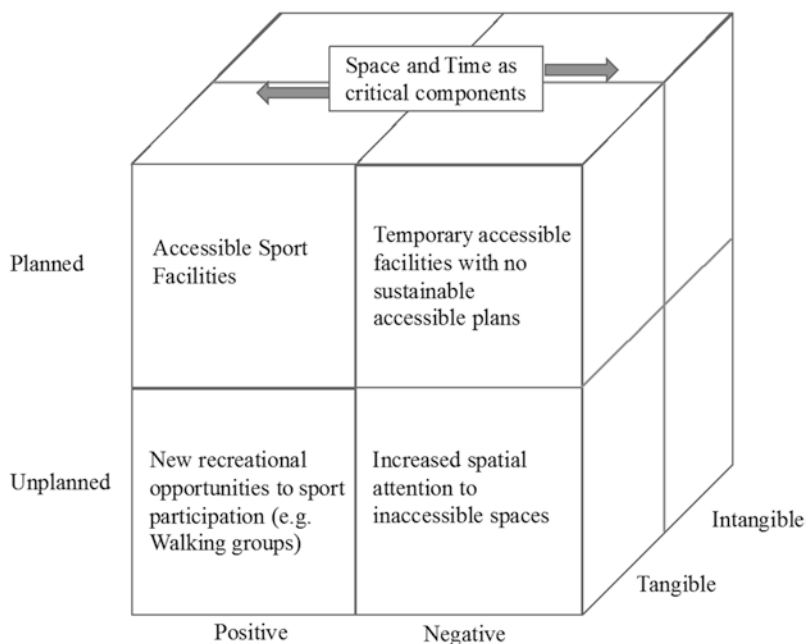 Space and Time as
critical components
Planned
Accessible Sport
Facilities
Temporary accessible
facilities with no
sustainable
accessible plans
Unplanned
New recreational
opportunities to sport
participation (e.g.
Walking groups)
Increased spatial
attention to
inaccessible spaces
Intangible
Tangible
Positive
Negative